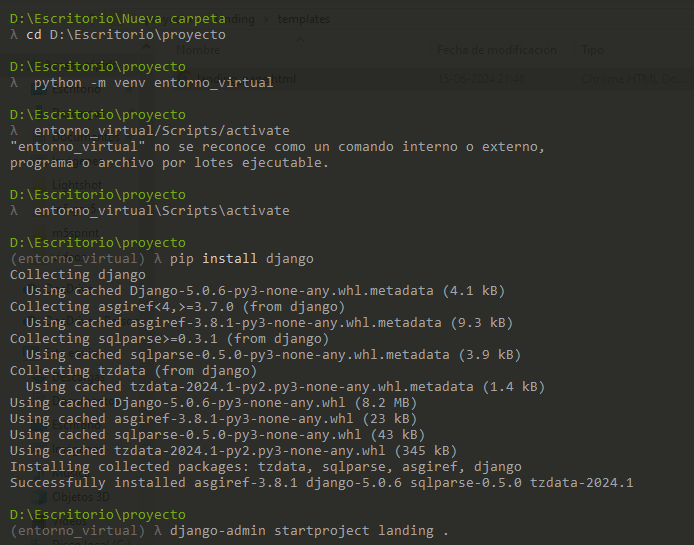 D:\Escritorio\Nueva carpeta
λ cd D:\Escritorio\proyecto
D:\Escritorio\proyecto
λ  python -m venv entorno_virtual
D:\Escritorio\proyecto
λ  entorno_virtual/Scripts/activate
"entorno_virtual" no se reconoce como un comando interno o externo,
programa o archivo por lotes ejecutable.
D:\Escritorio\proyecto
λ  entorno_virtual\Scripts\activate
D:\Escritorio\proyecto
(entorno_virtual) λ pip install django
Collecting django
  Using cached Django-5.0.6-py3-none-any.whl.metadata (4.1 kB)
Collecting asgiref<4,>=3.7.0 (from django)
  Using cached asgiref-3.8.1-py3-none-any.whl.metadata (9.3 kB)
Collecting sqlparse>=0.3.1 (from django)
  Using cached sqlparse-0.5.0-py3-none-any.whl.metadata (3.9 kB)
Collecting tzdata (from django)
  Using cached tzdata-2024.1-py2.py3-none-any.whl.metadata (1.4 kB)
Using cached Django-5.0.6-py3-none-any.whl (8.2 MB)
Using cached asgiref-3.8.1-py3-none-any.whl (23 kB)
Using cached sqlparse-0.5.0-py3-none-any.whl (43 kB)
Using cached tzdata-2024.1-py2.py3-none-any.whl (345 kB)
Installing collected packages: tzdata, sqlparse, asgiref, django
Successfully installed asgiref-3.8.1 django-5.0.6 sqlparse-0.5.0 tzdata-2024.1
D:\Escritorio\proyecto
(entorno_virtual) λ django-admin startproject landing .
templates
Nombre
Fecha de modificación
Tipo
Lightshot
m5sprint
Objetos 3D